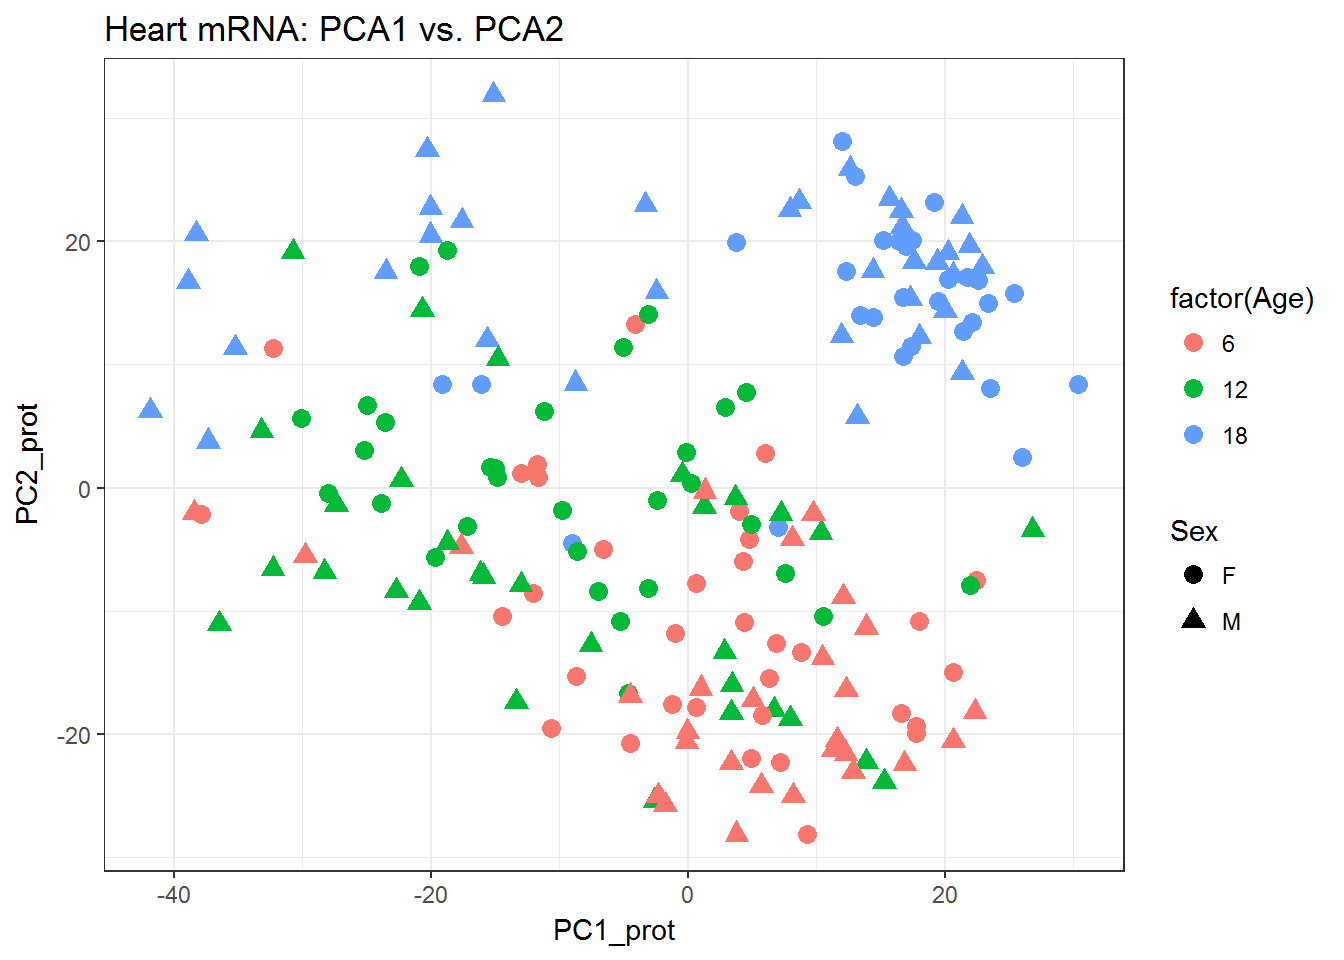 Heart mRNA: PCA1 vs. PCA2
PC2_prot
20
0
-20
-40
-20
0
20
PC1_prot
factor(Age)
6
12
18
Sex
F
M